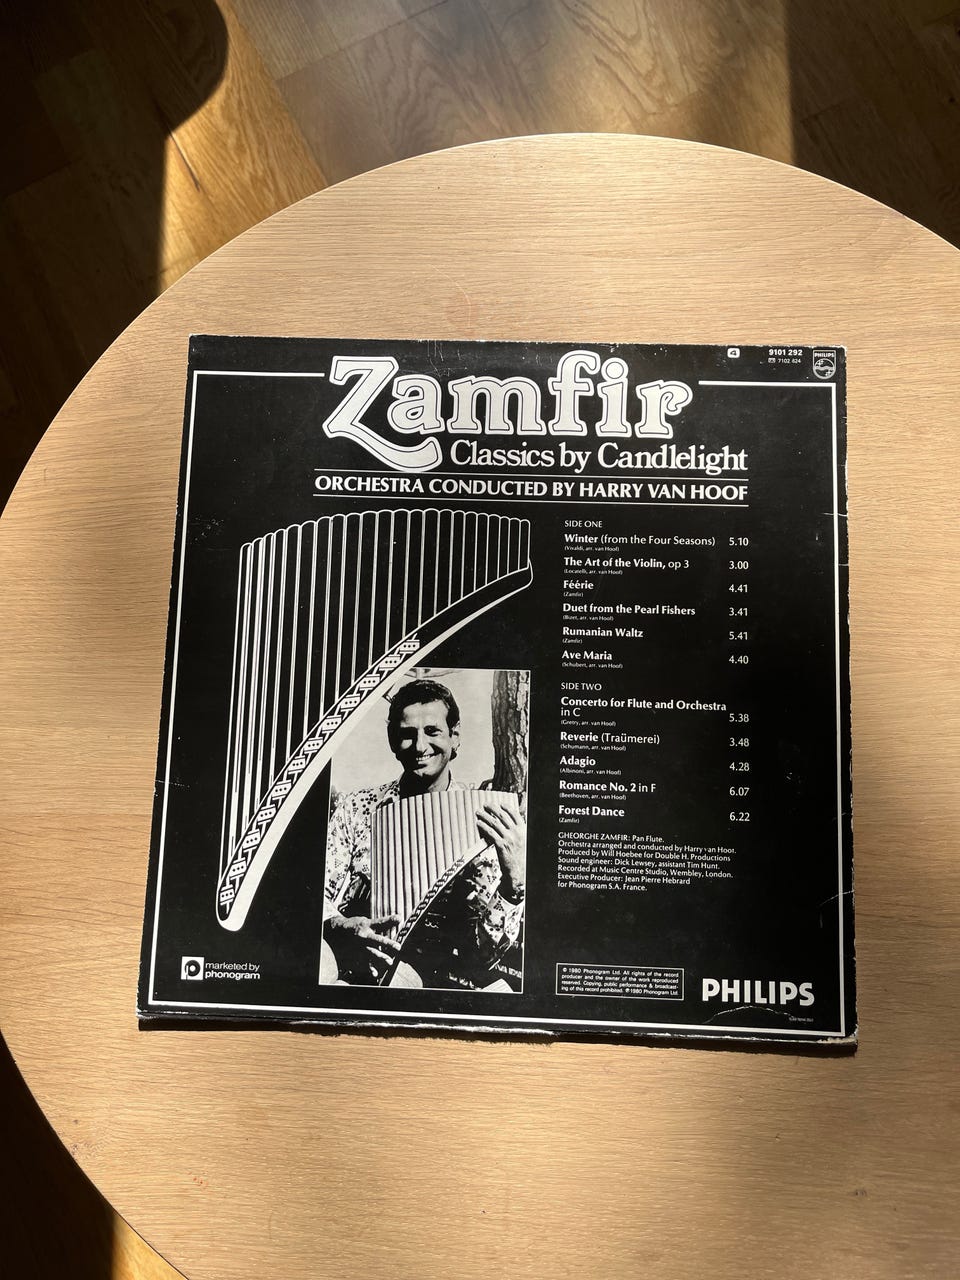 4
9101 292
7102 824
PHILIPS
Zamfir
Classics by Candlelight
ORCHESTRA CONDUCTED BY HARRY VAN HOOF
SIDE ONE
Winter (from the Four Seasons) 5.10
(Vivaldi, arr. van Hoof)
The Art of the Violin, op 3 3.00
(Locatelli, arr. van Hoof)
Féérie 4.41
(Zamfir)
Duet from the Pearl Fishers 3.41
(Bizet, arr. van Hoof)
Rumanian Waltz 5.41
(Zamfir)
Ave Maria 4.40
(Schubert, arr. van Hoof)
SIDE TWO
Concerto for Flute and Orchestra
in C 5.38
(Gretry, arr. van Hoof)
Reverie (Traümerei) 3.48
(Schumann, arr. van Hoof)
Adagio 4.28
(Albinoni, arr. van Hoof)
Romance No. 2 in F 6.07
(Beethoven, arr. van Hoof)
Forest Dance 6.22
(Zamfir)
GHEORGHE ZAMFIR: Pan Flute.
Orchestra arranged and conducted by Harry van Hoof.
Produced by Will Hoebee for Double H. Productions
Sound engineer: Dick Lewsey, assistant Tim Hunt.
Recorded at Music Centre Studio, Wembley, London.
Executive Producer: Jean Pierre Hebrard
for Phonogram S.A. France.
marketed by
phonogram
℗ 1980 Phonogram Ltd. All rights of the record
producer and the owner of the work reproduced
reserved. Copying, public performance & broadcast-
ing of this record prohibited. © 1980 Phonogram Ltd.
PHILIPS